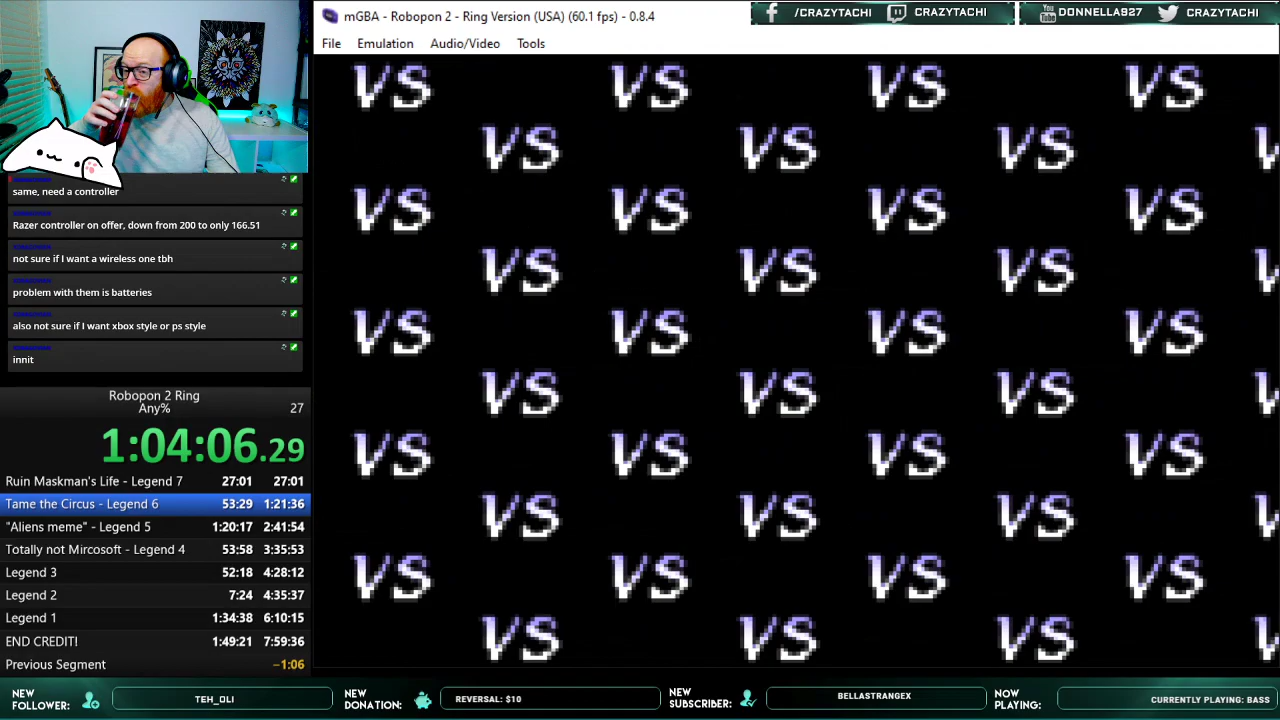 mGBA - Robopon 2 - Ring Version (USA) (60.1 fps) - 0.8.4
/CRAZYTACHI
CRAZYTACHI
You Tube DONNELLAB27
CRAZYTACHI
File Emulation Audio/Video Tools
VS VS VS VS
VS VS VS VS
VS VS VS VS
VS VS VS VS
VS VS VS VS
VS VS VS VS
VS VS VS VS
VS VS VS VS
VS VS VS VS
VS VS VS VS
same, need a controller
Razer controller on offer, down from 200 to only 166.51
not sure if I want a wireless one tbh
problem with them is batteries
also not sure if I want xbox style or ps style
innit
Robopon 2 Ring
Any% 27
1:04:06.29
Ruin Maskman's Life - Legend 7 27:01 27:01
Tame the Circus - Legend 6 53:29 1:21:36
"Aliens meme" - Legend 5 1:20:17 2:41:54
Totally not Mircosoft - Legend 4 53:58 3:35:53
Legend 3 52:18 4:28:12
Legend 2 7:24 4:35:37
Legend 1 1:34:38 6:10:15
END CREDIT! 1:49:21 7:59:36
Previous Segment −1:06
NEW FOLLOWER: TEH_OLI
NEW DONATION: REVERSAL: $10
NEW SUBSCRIBER: BELLASTRANGEX
NOW PLAYING: CURRENTLY PLAYING: BASS